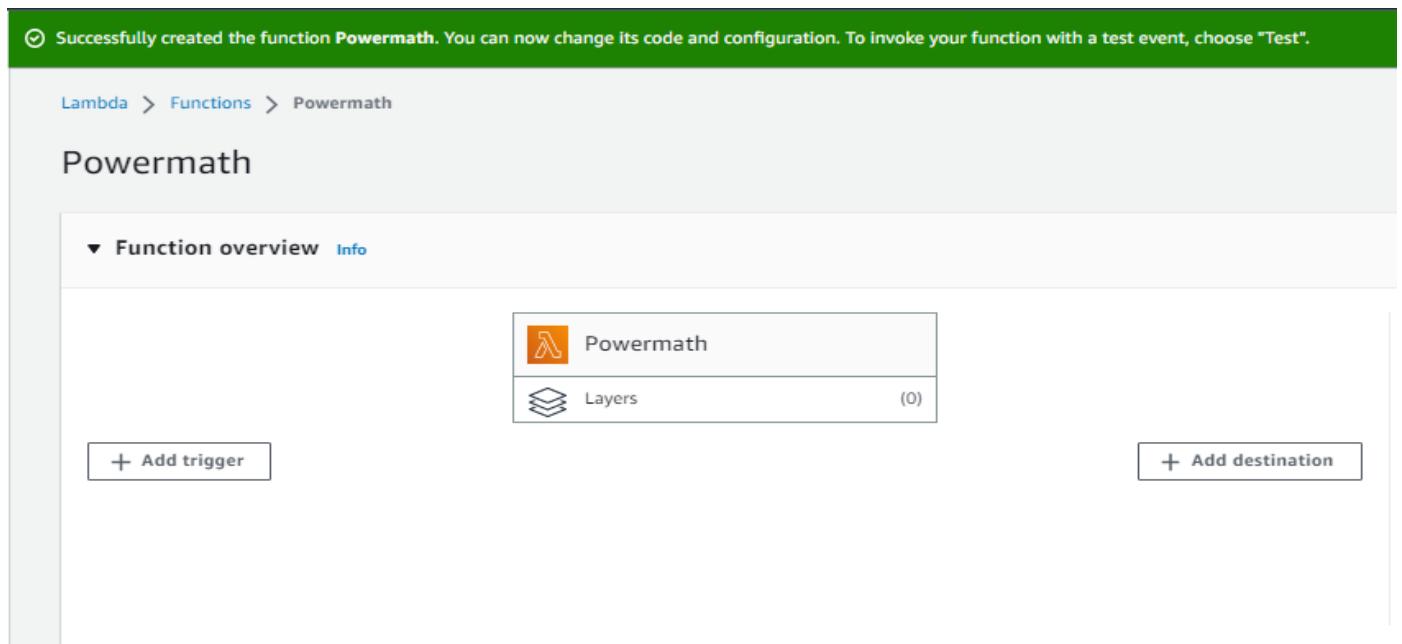 Successfully created the function Powermath. You can now change its code and configuration. To invoke your function with a test event, choose "Test".
Lambda > Functions > Powermath
Powermath
Function overview Info
Powermath
Layers (0)
+ Add trigger
+ Add destination